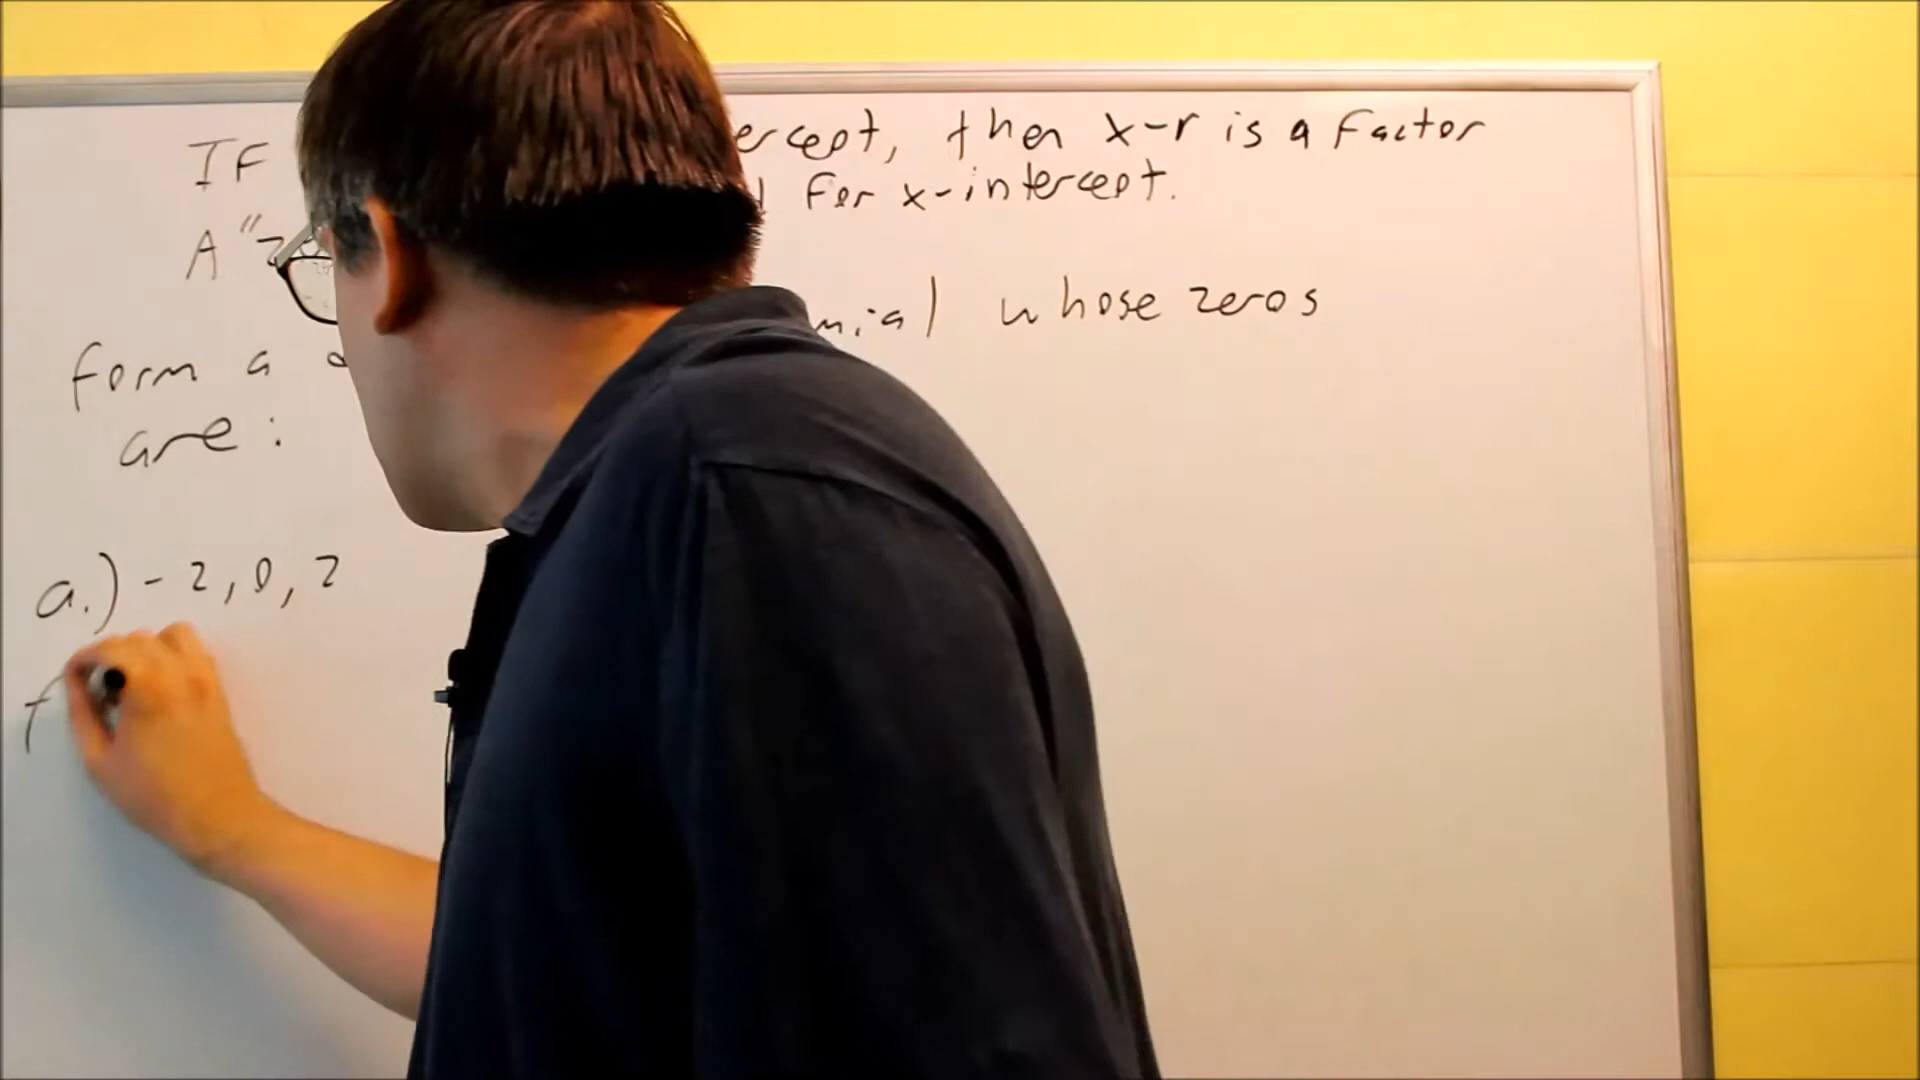 IF ercept, then x-r is a factor
A "z for x-intercept.
form a mial whose zeros
are:
a.) -2, 0, 2
f